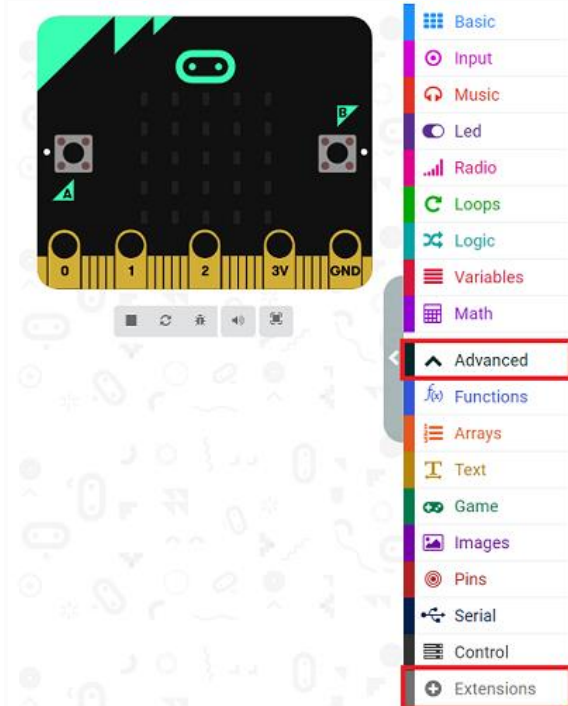 B
A
0 1 2 3V GND
Basic
Input
Music
Led
Radio
Loops
Logic
Variables
Math
Advanced
f(x) Functions
Arrays
T Text
Game
Images
Pins
Serial
Control
Extensions